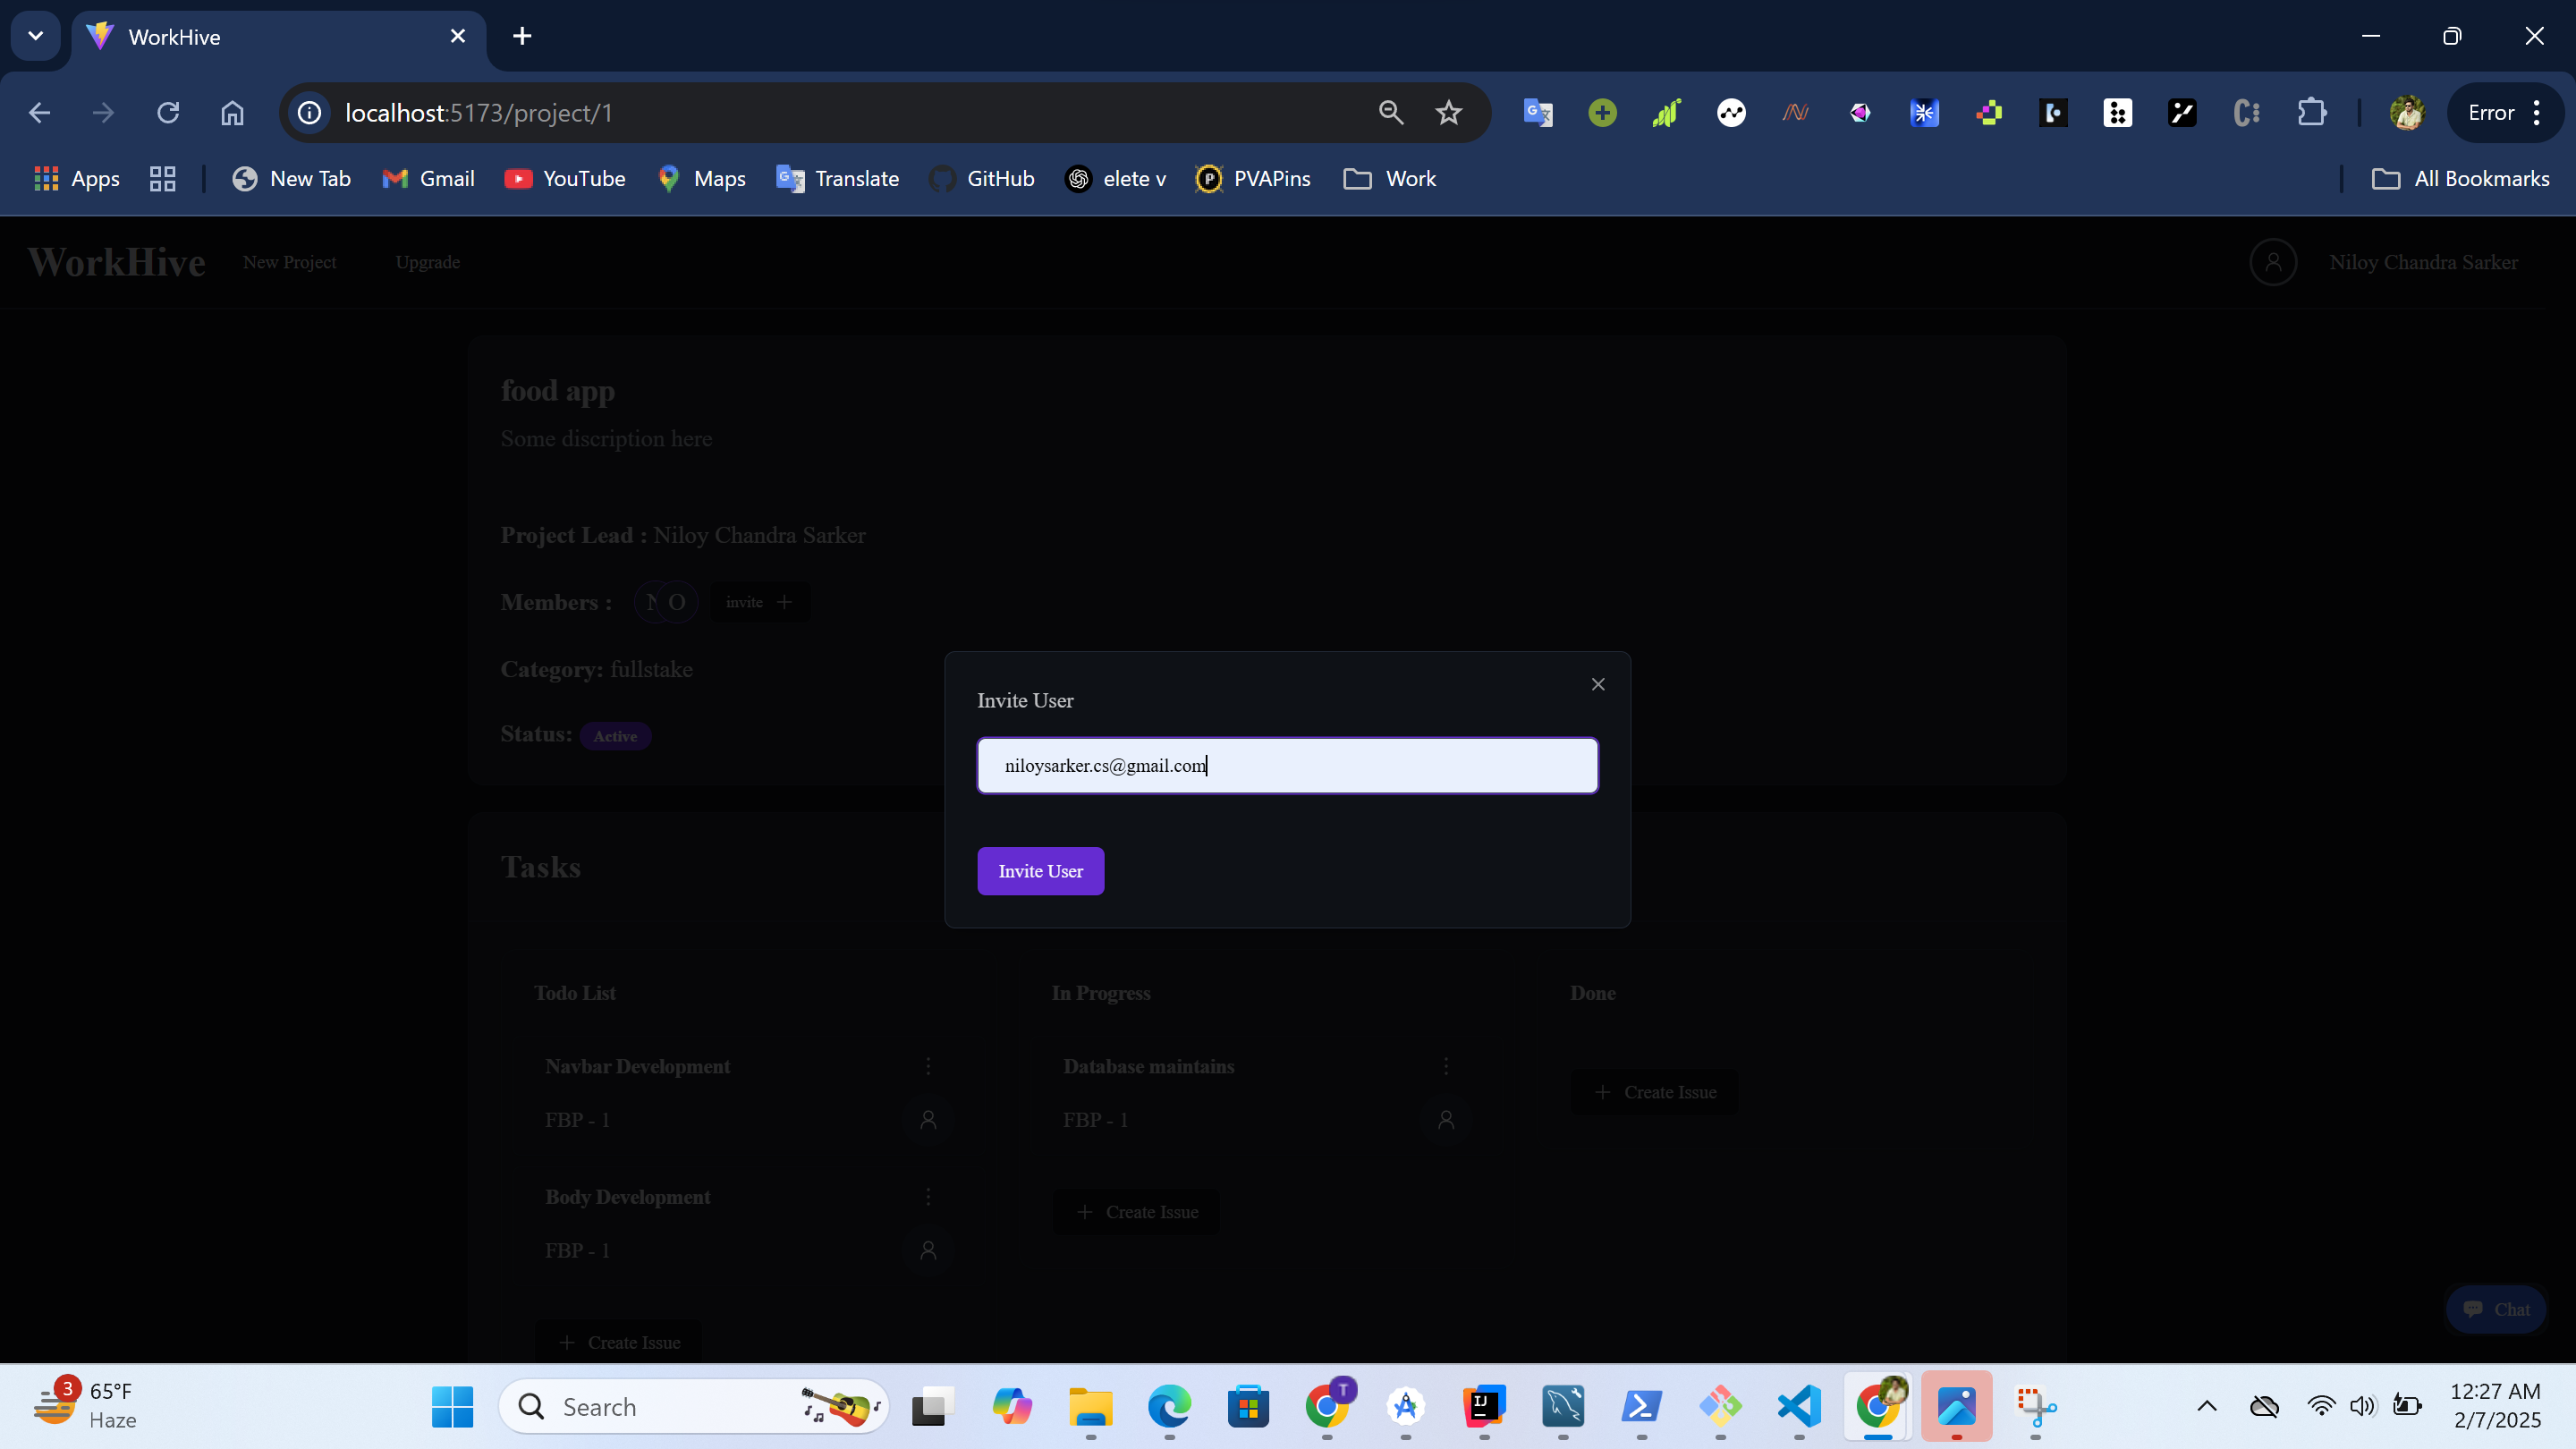 WorkHive
localhost:5173/project/1
Error
Apps
New Tab
Gmail
YouTube
Maps
Translate
GitHub
elete v
PVAPins
Work
All Bookmarks
WorkHive
New Project
Upgrade
Niloy Chandra Sarker
food app
Some discription here
Project Lead : Niloy Chandra Sarker
Members :
N O
invite
Category: fullstake
Status: Active
Invite User
niloysarker.cs@gmail.com
Invite User
Tasks
Todo List
In Progress
Done
Navbar Development
FBP - 1
Database maintains
FBP - 1
Create Issue
Body Development
FBP - 1
Create Issue
Create Issue
Chat
3
65°F
Haze
Search
T
IJ
12:27 AM
2/7/2025